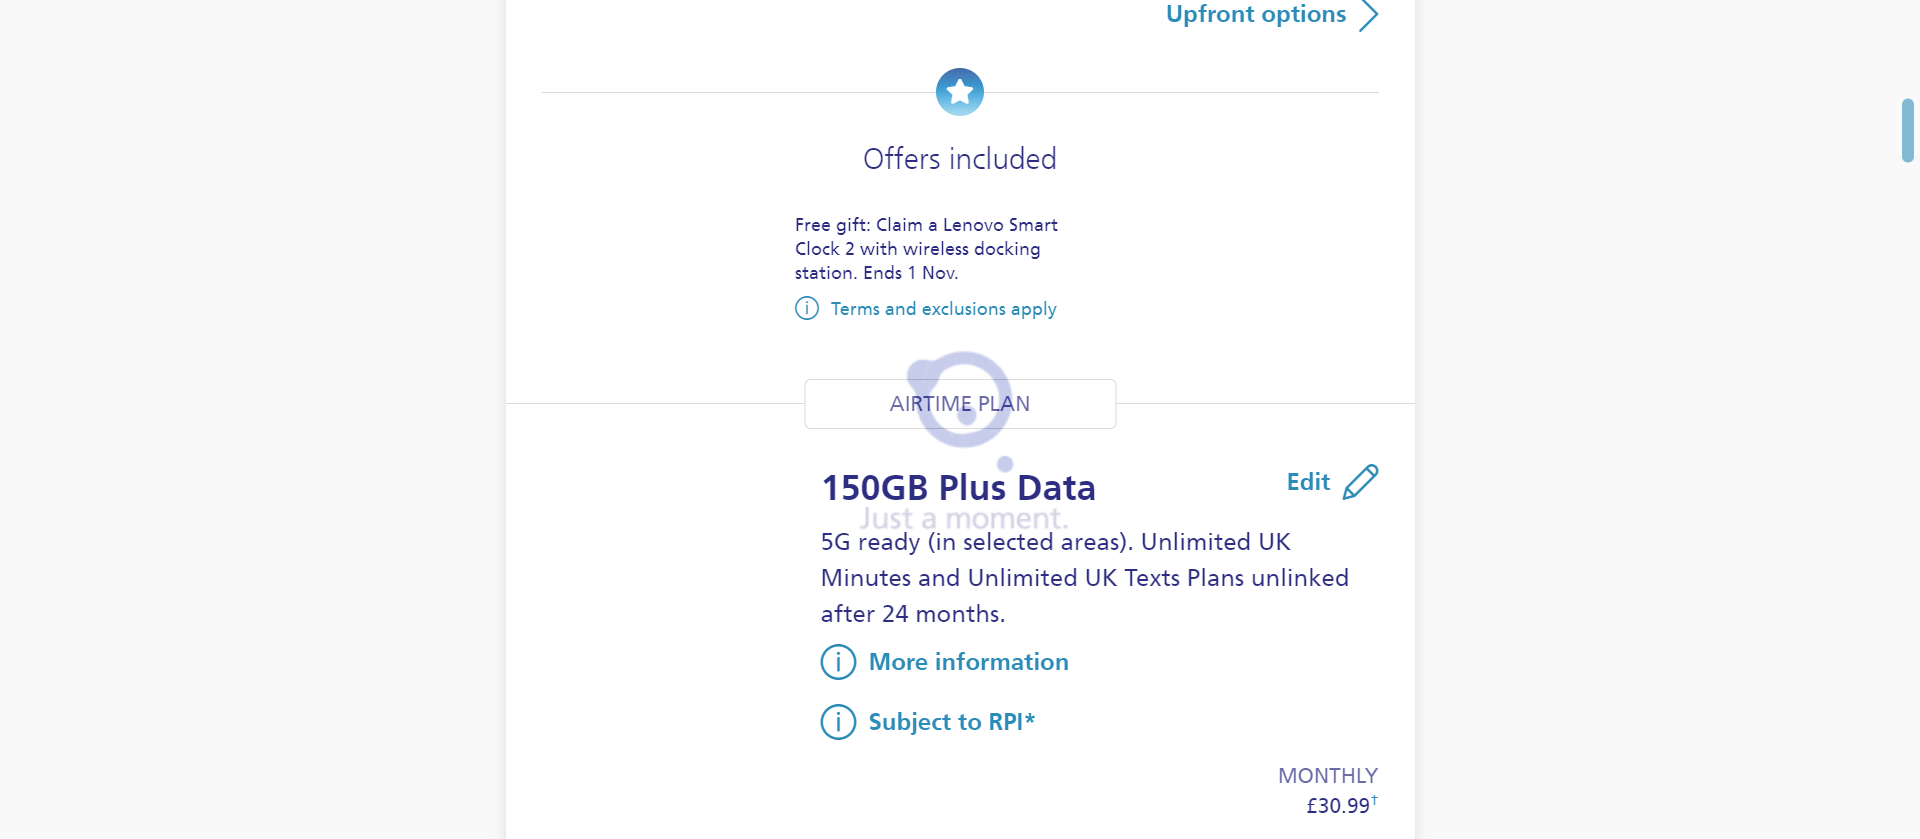 Upfront options
Offers included
Free gift: Claim a Lenovo Smart
Clock 2 with wireless docking
station. Ends 1 Nov.
Terms and exclusions apply
AIRTIME PLAN
150GB Plus Data
Edit
Just a moment.
5G ready (in selected areas). Unlimited UK
Minutes and Unlimited UK Texts Plans unlinked
after 24 months.
More information
Subject to RPI*
MONTHLY
£30.99†